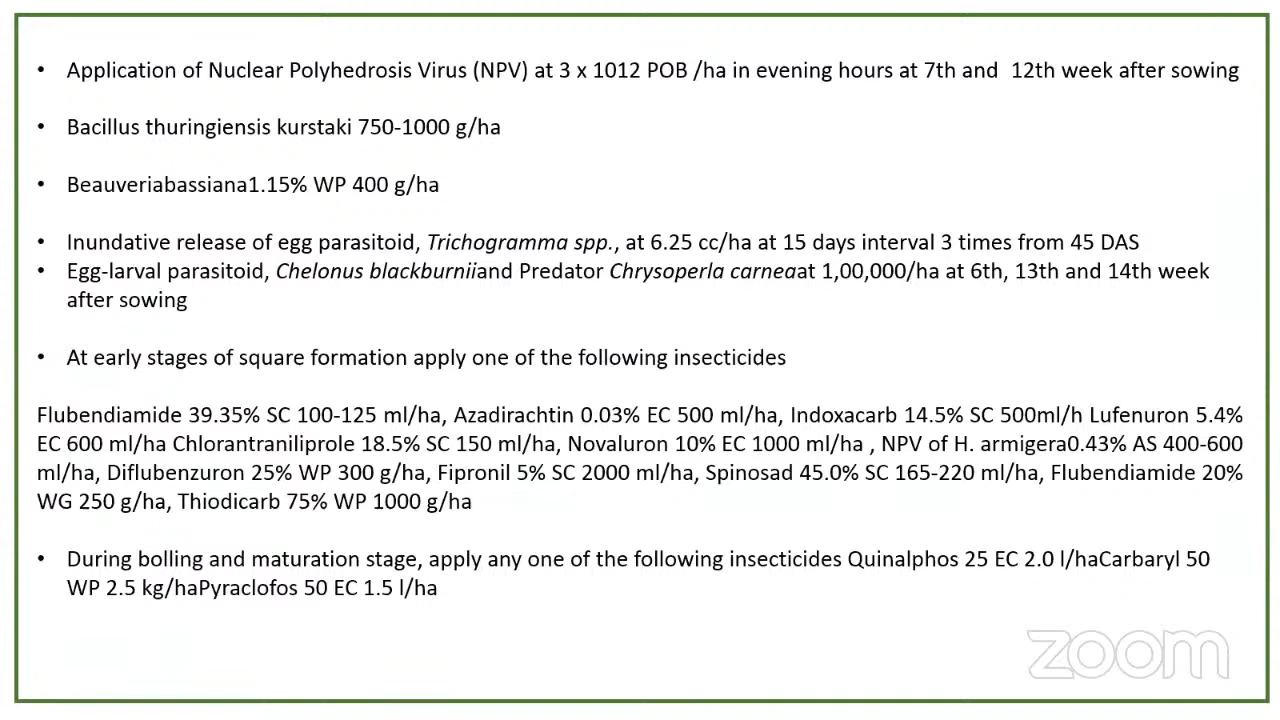 • Application of Nuclear Polyhedrosis Virus (NPV) at 3 x 1012 POB /ha in evening hours at 7th and 12th week after sowing
• Bacillus thuringiensis kurstaki 750-1000 g/ha
• Beauveriabassiana1.15% WP 400 g/ha
• Inundative release of egg parasitoid, Trichogramma spp., at 6.25 cc/ha at 15 days interval 3 times from 45 DAS
• Egg-larval parasitoid, Chelonus blackburniiand Predator Chrysoperla carneaat 1,00,000/ha at 6th, 13th and 14th week
after sowing
• At early stages of square formation apply one of the following insecticides
Flubendiamide 39.35% SC 100-125 ml/ha, Azadirachtin 0.03% EC 500 ml/ha, Indoxacarb 14.5% SC 500ml/h Lufenuron 5.4%
EC 600 ml/ha Chlorantraniliprole 18.5% SC 150 ml/ha, Novaluron 10% EC 1000 ml/ha , NPV of H. armigera0.43% AS 400-600
ml/ha, Diflubenzuron 25% WP 300 g/ha, Fipronil 5% SC 2000 ml/ha, Spinosad 45.0% SC 165-220 ml/ha, Flubendiamide 20%
WG 250 g/ha, Thiodicarb 75% WP 1000 g/ha
• During bolling and maturation stage, apply any one of the following insecticides Quinalphos 25 EC 2.0 l/haCarbaryl 50
WP 2.5 kg/haPyraclofos 50 EC 1.5 l/ha
zoom